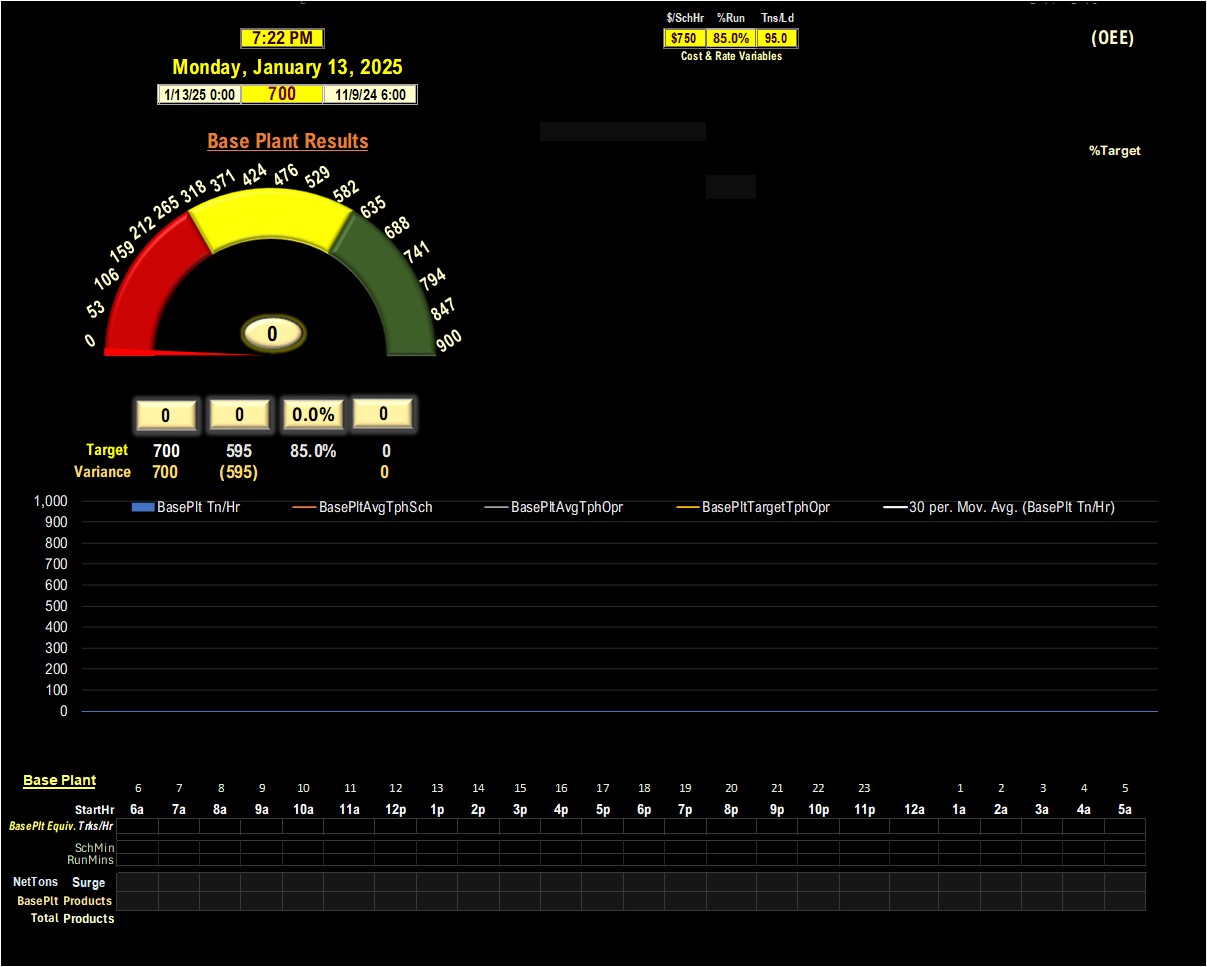 $/SchHr %Run Tns/Ld
7:22 PM $750 85.0% 95.0 (OEE)
Cost & Rate Variables
Monday, January 13, 2025
1/13/25 0:00 700 11/9/24 6:00
Base Plant Results
%Target
0 53 106 159 212 265 318 371 424 476 529 582 635 688 741 794 847 900
0
0 0 0.0% 0
Target 700 595 85.0% 0
Variance 700 (595) 0
BasePlt Tn/Hr BasePltAvgTphSch BasePltAvgTphOpr BasePltTargetTphOpr 30 per. Mov. Avg. (BasePlt Tn/Hr)
1,000
900
800
700
600
500
400
300
200
100
0
Base Plant 6 7 8 9 10 11 12 13 14 15 16 17 18 19 20 21 22 23 1 2 3 4 5
StartHr 6a 7a 8a 9a 10a 11a 12p 1p 2p 3p 4p 5p 6p 7p 8p 9p 10p 11p 12a 1a 2a 3a 4a 5a
BasePlt Equiv. Trks/Hr
SchMin
RunMins
NetTons Surge
BasePlt Products
Total Products